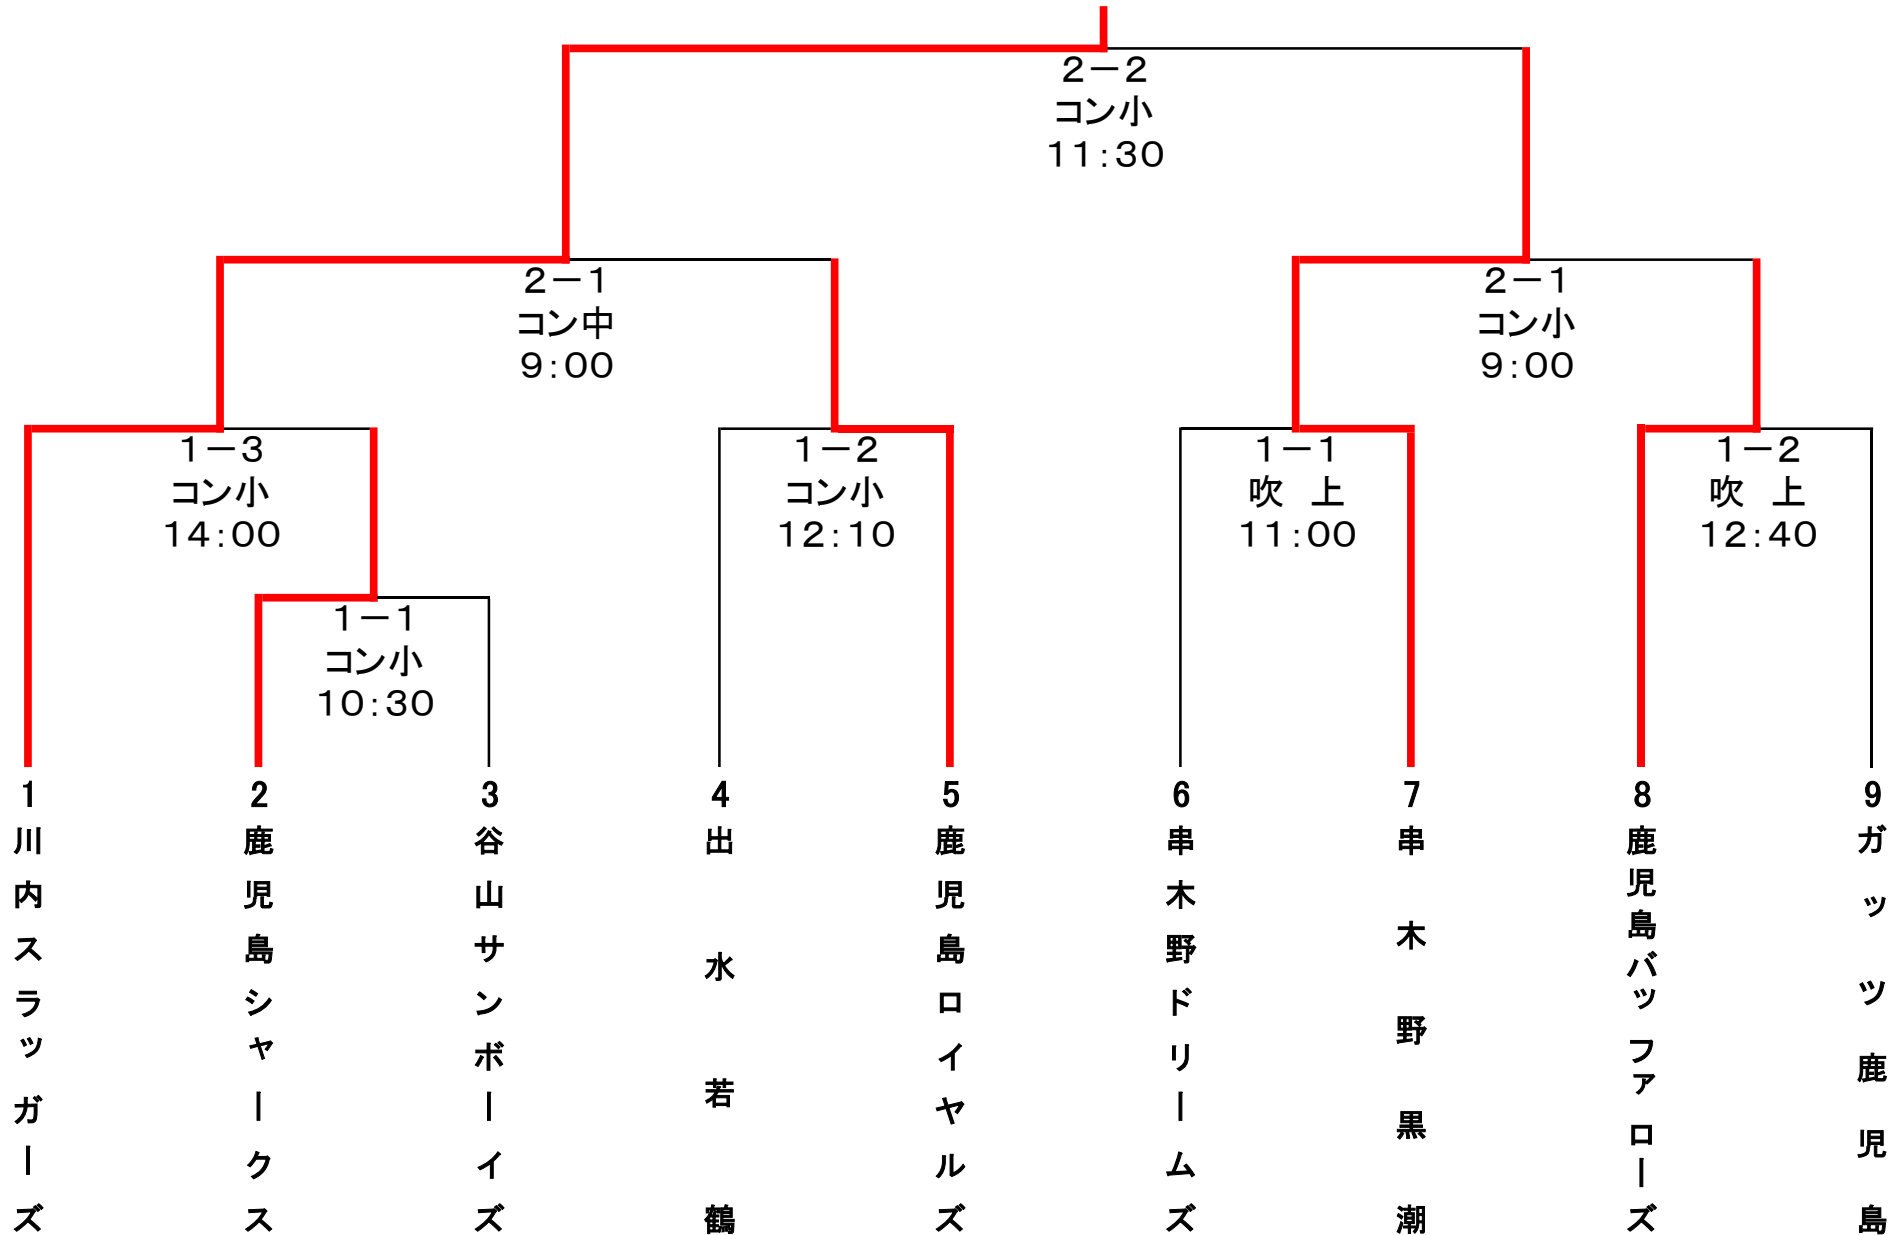 2－2
コン小
11:30
2－1
コン中
9:00
2－1
コン小
9:00
1－3
コン小
14:00
1－2
コン小
12:10
1－1
吹　上
11:00
1－2
吹　上
12:40
1－1
コン小
10:30
1
川内スラッガーズ
2
鹿児島シャークス
3
谷山サンボーイズ
4
出水若鶴
5
鹿児島ロイヤルズ
6
串木野ドリームズ
7
串木野黒潮
8
鹿児島バッファローズ
9
ガッツ鹿児島